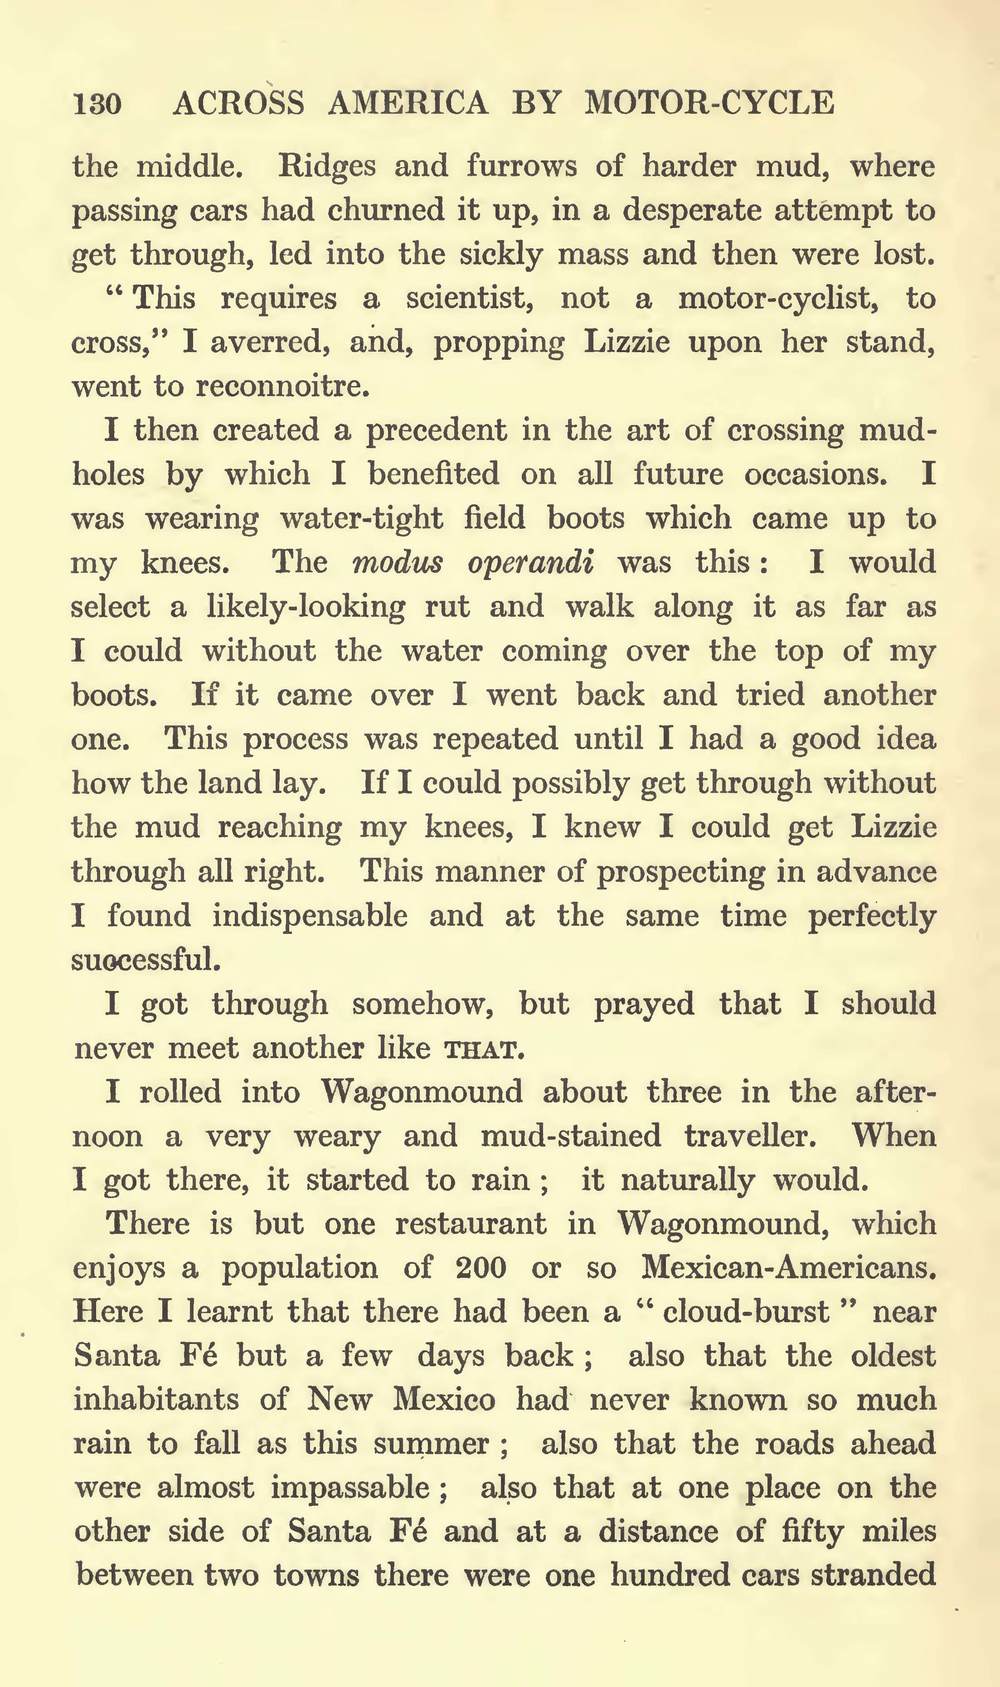 130 ACROSS AMERICA BY MOTOR-CYCLE
the middle. Ridges and furrows of harder mud, where
passing cars had churned it up, in a desperate attempt to
get through, led into the sickly mass and then were lost.
“ This requires a scientist, not a motor-cyclist, to
cross,” I averred, and, propping Lizzie upon her stand,
went to reconnoitre.
I then created a precedent in the art of crossing mud-
holes by which I benefited on all future occasions. I
was wearing water-tight field boots which came up to
my knees. The modus operandi was this : I would
select a likely-looking rut and walk along it as far as
I could without the water coming over the top of my
boots. If it came over I went back and tried another
one. This process was repeated until I had a good idea
how the land lay. If I could possibly get through without
the mud reaching my knees, I knew I could get Lizzie
through all right. This manner of prospecting in advance
I found indispensable and at the same time perfectly
successful.
I got through somehow, but prayed that I should
never meet another like THAT.
I rolled into Wagonmound about three in the after-
noon a very weary and mud-stained traveller. When
I got there, it started to rain ; it naturally would.
There is but one restaurant in Wagonmound, which
enjoys a population of 200 or so Mexican-Americans.
Here I learnt that there had been a “ cloud-burst ” near
Santa Fé but a few days back ; also that the oldest
inhabitants of New Mexico had never known so much
rain to fall as this summer ; also that the roads ahead
were almost impassable ; also that at one place on the
other side of Santa Fé and at a distance of fifty miles
between two towns there were one hundred cars stranded